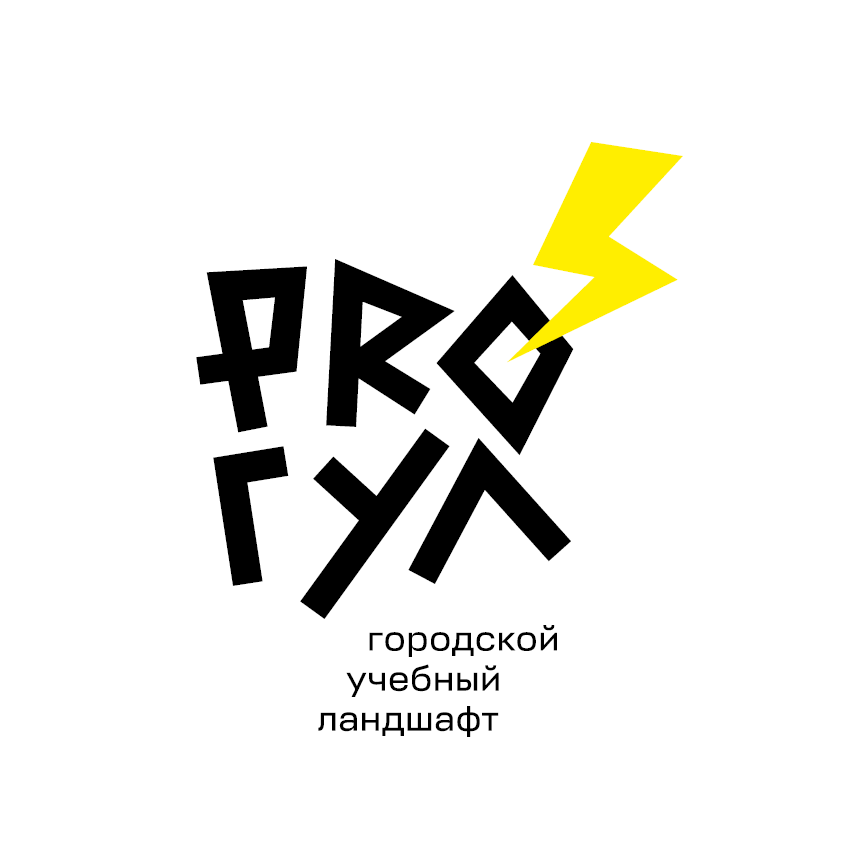 PRO
ГУЛ
городской
учебный
ландшафт